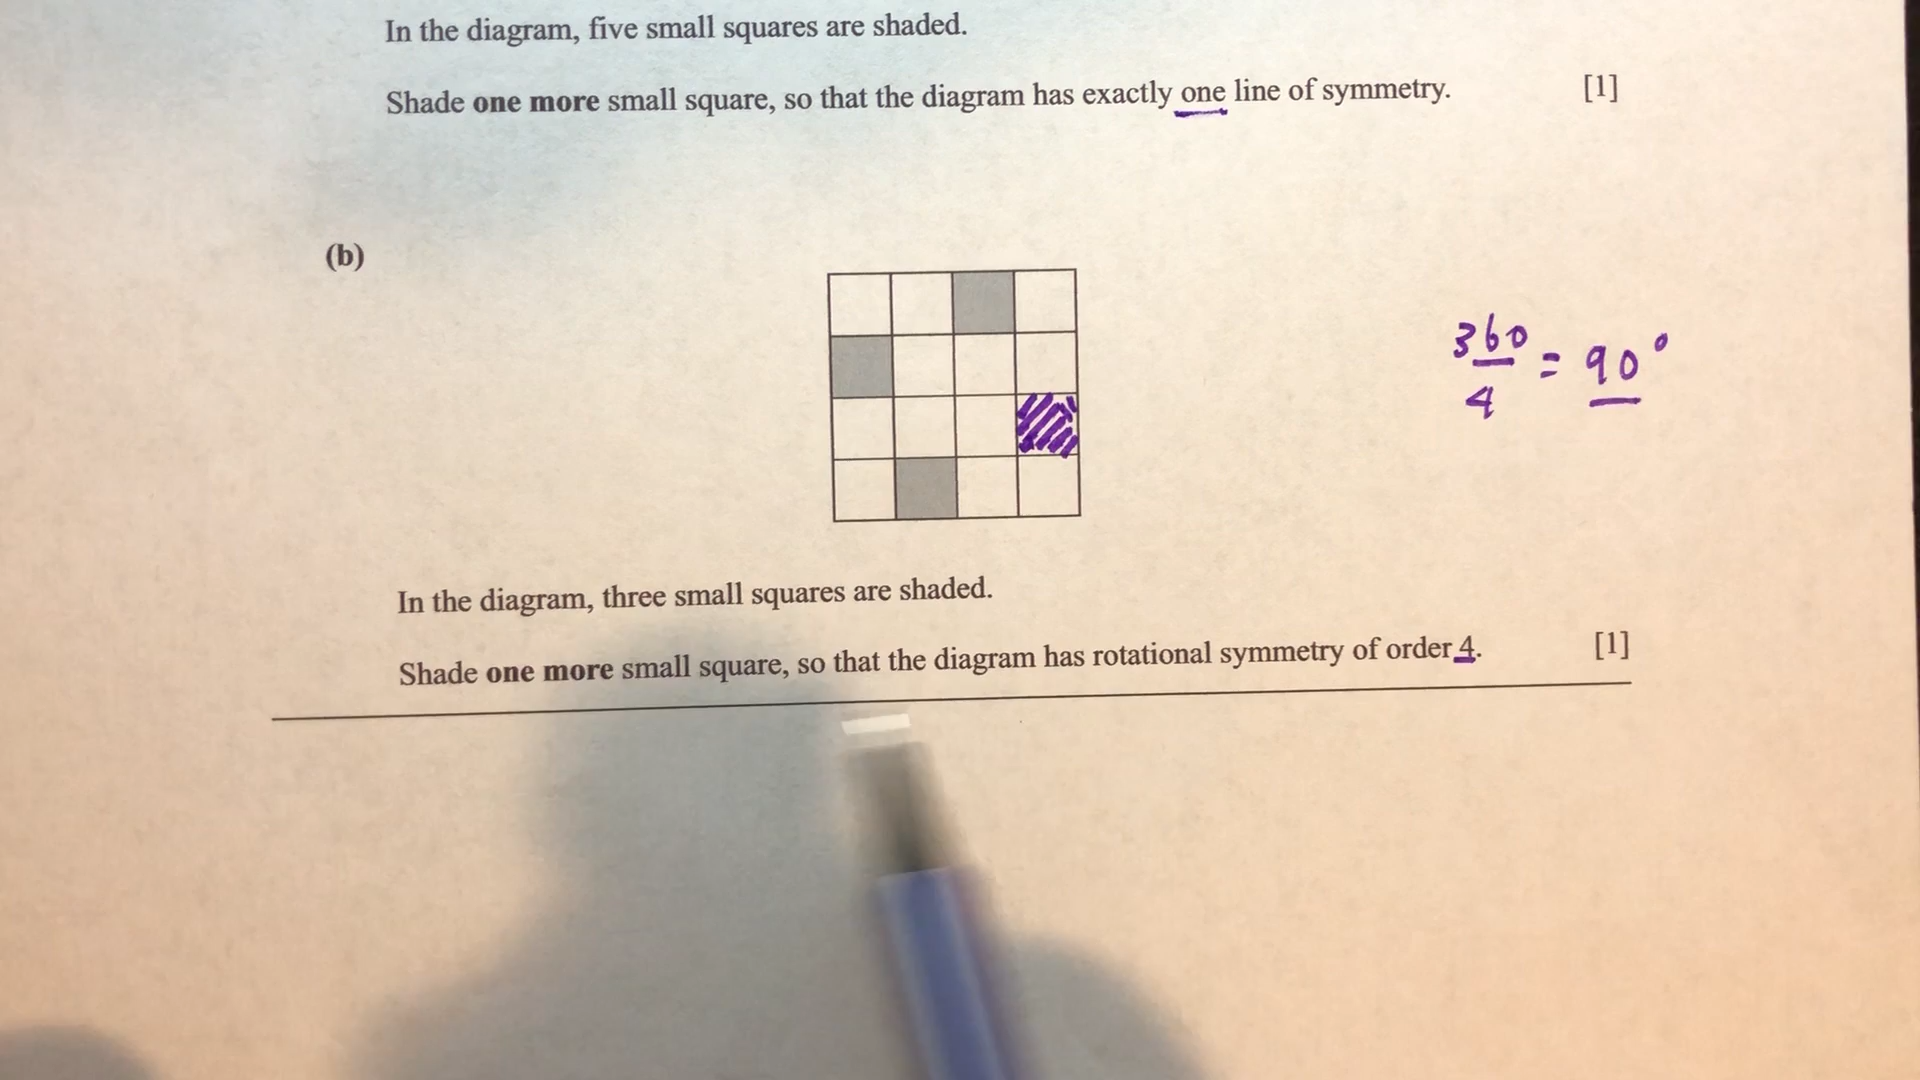 In the diagram, five small squares are shaded.
Shade one more small square, so that the diagram has exactly one line of symmetry. [1]
(b)
360
4
= 90°
In the diagram, three small squares are shaded.
Shade one more small square, so that the diagram has rotational symmetry of order 4. [1]